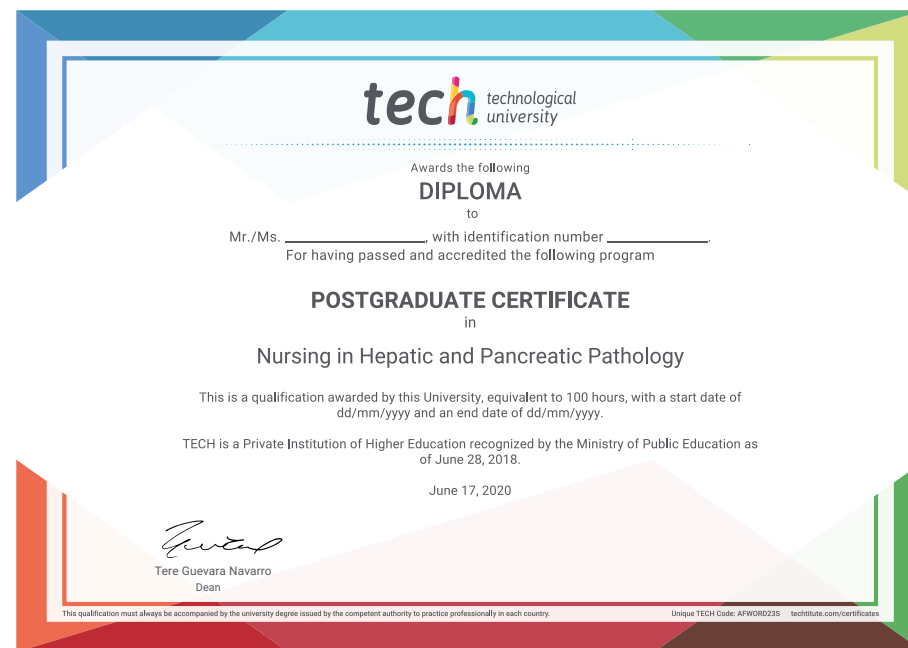 tech technological
university
Awards the following
DIPLOMA
to
Mr./Ms. ____________________, with identification number ______________.
For having passed and accredited the following program
POSTGRADUATE CERTIFICATE
in
Nursing in Hepatic and Pancreatic Pathology
This is a qualification awarded by this University, equivalent to 100 hours, with a start date of
dd/mm/yyyy and an end date of dd/mm/yyyy.
TECH is a Private Institution of Higher Education recognized by the Ministry of Public Education as
of June 28, 2018.
June 17, 2020
Tere Guevara Navarro
Dean
This qualification must always be accompanied by the university degree issued by the competent authority to practice professionally in each country. Unique TECH Code: AFWORD23S techtitute.com/certificates